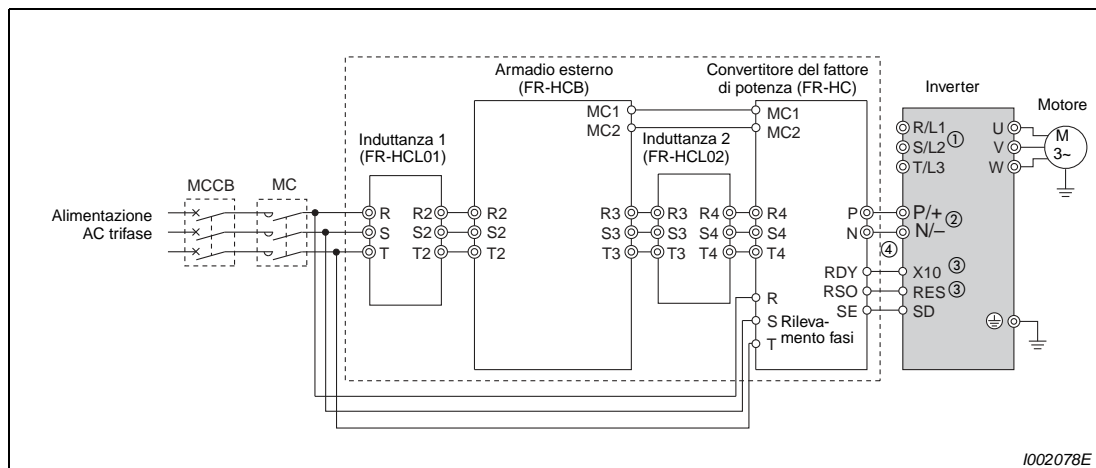 Armadio esterno
(FR-HCB)
Convertitore del fattore
di potenza (FR-HC)
Inverter
Motore
MC1
MC2
MC1
MC2
Induttanza 1
(FR-HCL01)
Induttanza 2
(FR-HCL02)
R/L1
S/L2 ①
T/L3
U
V
W
M
3~
MCCB
MC
Alimentazione
AC trifase
R R2 R2 R3 R3 R4 R4 P P/+
S S2 S2 S3 S3 S4 S4 N N/– ②
T T2 T2 T3 T3 T4 T4 ④
RDY X10 ③
RSO RES ③
SE SD
R
S Rileva-
mento fasi
T
I002078E